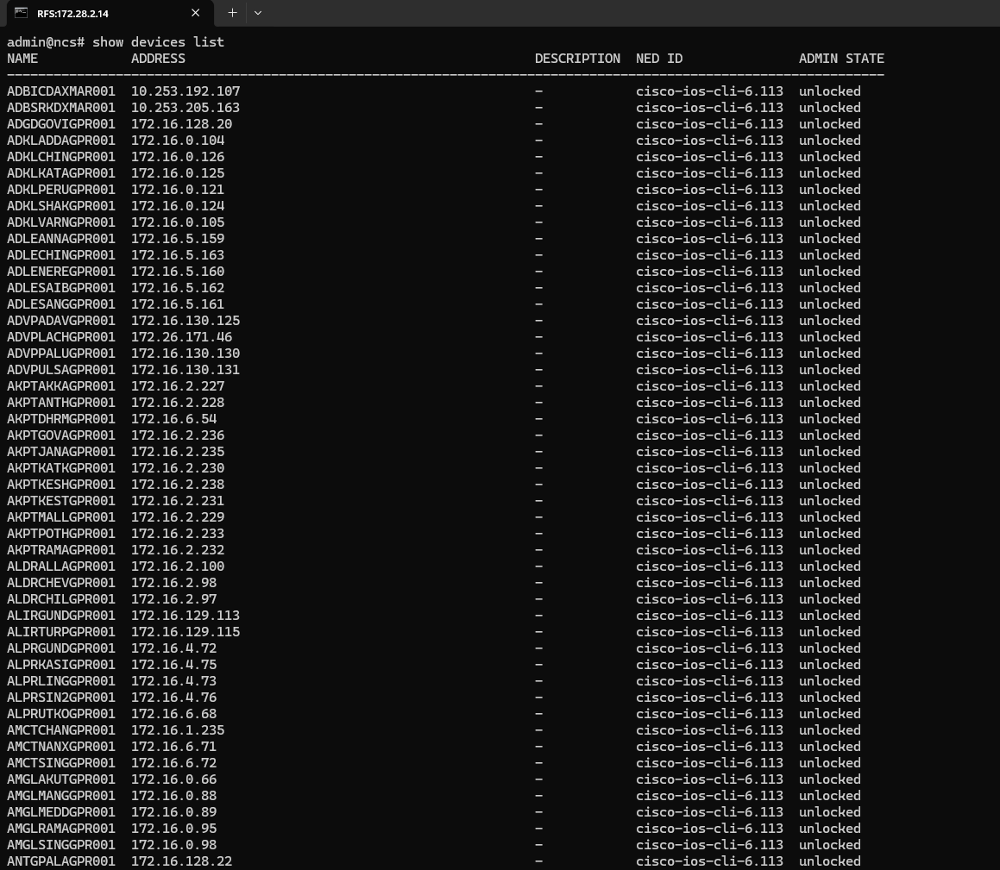 RFS:172.28.2.14
admin@ncs# show devices list
NAME ADDRESS DESCRIPTION NED ID ADMIN STATE
ADBICDAXMAR001 10.253.192.107 - cisco-ios-cli-6.113 unlocked
ADBSRKDXMAR001 10.253.205.163 - cisco-ios-cli-6.113 unlocked
ADGDGOVIGPR001 172.16.128.20 - cisco-ios-cli-6.113 unlocked
ADKLADDAGPR001 172.16.0.104 - cisco-ios-cli-6.113 unlocked
ADKLCHINGPR001 172.16.0.126 - cisco-ios-cli-6.113 unlocked
ADKLKATAGPR001 172.16.0.125 - cisco-ios-cli-6.113 unlocked
ADKLPERUGPR001 172.16.0.121 - cisco-ios-cli-6.113 unlocked
ADKLSHAKGPR001 172.16.0.124 - cisco-ios-cli-6.113 unlocked
ADKLVARNGPR001 172.16.0.105 - cisco-ios-cli-6.113 unlocked
ADLEANNAGPR001 172.16.5.159 - cisco-ios-cli-6.113 unlocked
ADLECHINGPR001 172.16.5.163 - cisco-ios-cli-6.113 unlocked
ADLENEREGPR001 172.16.5.160 - cisco-ios-cli-6.113 unlocked
ADLESAIBGPR001 172.16.5.162 - cisco-ios-cli-6.113 unlocked
ADLESANGGPR001 172.16.5.161 - cisco-ios-cli-6.113 unlocked
ADVPADAVGPR001 172.16.130.125 - cisco-ios-cli-6.113 unlocked
ADVPLACHGPR001 172.26.171.46 - cisco-ios-cli-6.113 unlocked
ADVPPALUGPR001 172.16.130.130 - cisco-ios-cli-6.113 unlocked
ADVPULSAGPR001 172.16.130.131 - cisco-ios-cli-6.113 unlocked
AKPTAKKAGPR001 172.16.2.227 - cisco-ios-cli-6.113 unlocked
AKPTANTHGPR001 172.16.2.228 - cisco-ios-cli-6.113 unlocked
AKPTDHRMGPR001 172.16.6.54 - cisco-ios-cli-6.113 unlocked
AKPTGOVAGPR001 172.16.2.236 - cisco-ios-cli-6.113 unlocked
AKPTJANAGPR001 172.16.2.235 - cisco-ios-cli-6.113 unlocked
AKPTKATKGPR001 172.16.2.230 - cisco-ios-cli-6.113 unlocked
AKPTKESHGPR001 172.16.2.238 - cisco-ios-cli-6.113 unlocked
AKPTKESTGPR001 172.16.2.231 - cisco-ios-cli-6.113 unlocked
AKPTMALLGPR001 172.16.2.229 - cisco-ios-cli-6.113 unlocked
AKPTPOTHGPR001 172.16.2.233 - cisco-ios-cli-6.113 unlocked
AKPTRAMAGPR001 172.16.2.232 - cisco-ios-cli-6.113 unlocked
ALDRALLAGPR001 172.16.2.100 - cisco-ios-cli-6.113 unlocked
ALDRCHEVGPR001 172.16.2.98 - cisco-ios-cli-6.113 unlocked
ALDRCHILGPR001 172.16.2.97 - cisco-ios-cli-6.113 unlocked
ALIRGUNDGPR001 172.16.129.113 - cisco-ios-cli-6.113 unlocked
ALIRTURPGPR001 172.16.129.115 - cisco-ios-cli-6.113 unlocked
ALPRGUNDGPR001 172.16.4.72 - cisco-ios-cli-6.113 unlocked
ALPRKASIGPR001 172.16.4.75 - cisco-ios-cli-6.113 unlocked
ALPRLINGGPR001 172.16.4.73 - cisco-ios-cli-6.113 unlocked
ALPRSIN2GPR001 172.16.4.76 - cisco-ios-cli-6.113 unlocked
ALPRUTKOGPR001 172.16.6.68 - cisco-ios-cli-6.113 unlocked
AMCTCHANGPR001 172.16.1.235 - cisco-ios-cli-6.113 unlocked
AMCTNANXGPR001 172.16.6.71 - cisco-ios-cli-6.113 unlocked
AMCTSINGGPR001 172.16.6.72 - cisco-ios-cli-6.113 unlocked
AMGLAKUTGPR001 172.16.0.66 - cisco-ios-cli-6.113 unlocked
AMGLMANGGPR001 172.16.0.88 - cisco-ios-cli-6.113 unlocked
AMGLMEDDGPR001 172.16.0.89 - cisco-ios-cli-6.113 unlocked
AMGLRAMAGPR001 172.16.0.95 - cisco-ios-cli-6.113 unlocked
AMGLSINGGPR001 172.16.0.98 - cisco-ios-cli-6.113 unlocked
ANTGPALAGPR001 172.16.128.22 - cisco-ios-cli-6.113 unlocked